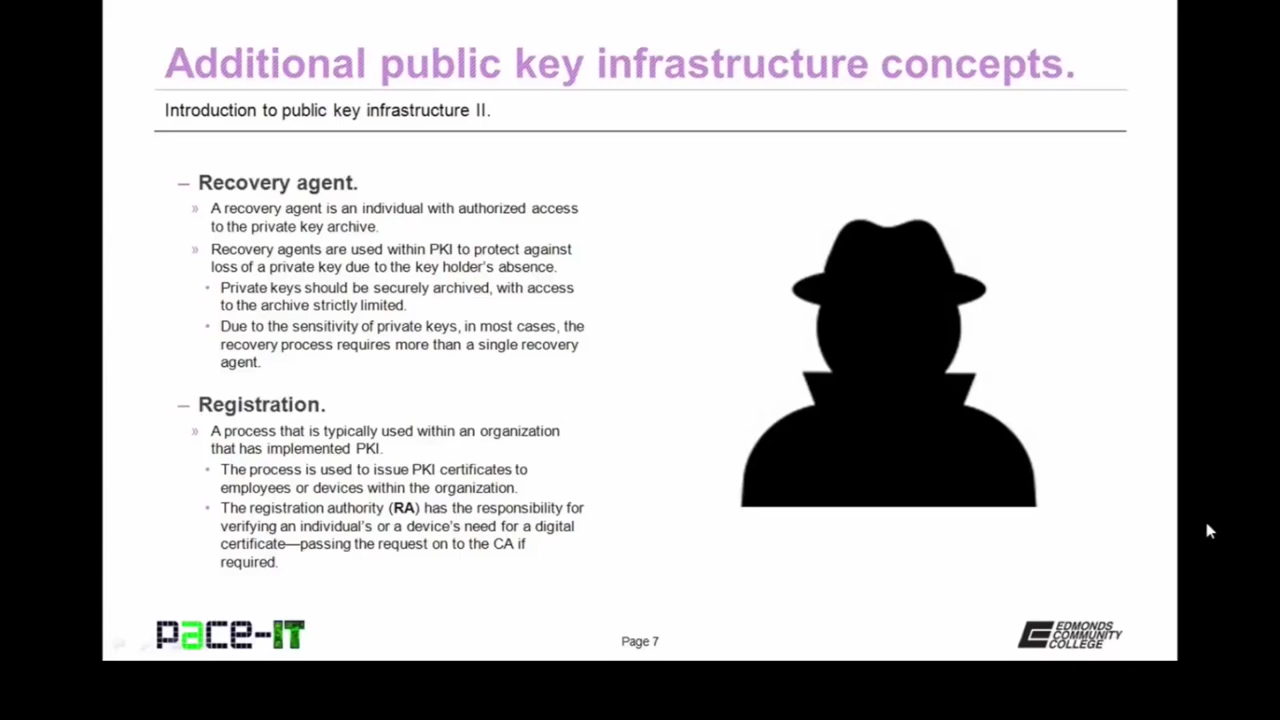 Additional public key infrastructure concepts.
Introduction to public key infrastructure II.
– Recovery agent.
» A recovery agent is an individual with authorized access
to the private key archive.
» Recovery agents are used within PKI to protect against
loss of a private key due to the key holder's absence.
• Private keys should be securely archived, with access
to the archive strictly limited.
• Due to the sensitivity of private keys, in most cases, the
recovery process requires more than a single recovery
agent.
– Registration.
» A process that is typically used within an organization
that has implemented PKI.
• The process is used to issue PKI certificates to
employees or devices within the organization.
• The registration authority (RA) has the responsibility for
verifying an individual's or a device's need for a digital
certificate—passing the request on to the CA if
required.
pace-IT
Page 7
EDMONDS
COMMUNITY
COLLEGE